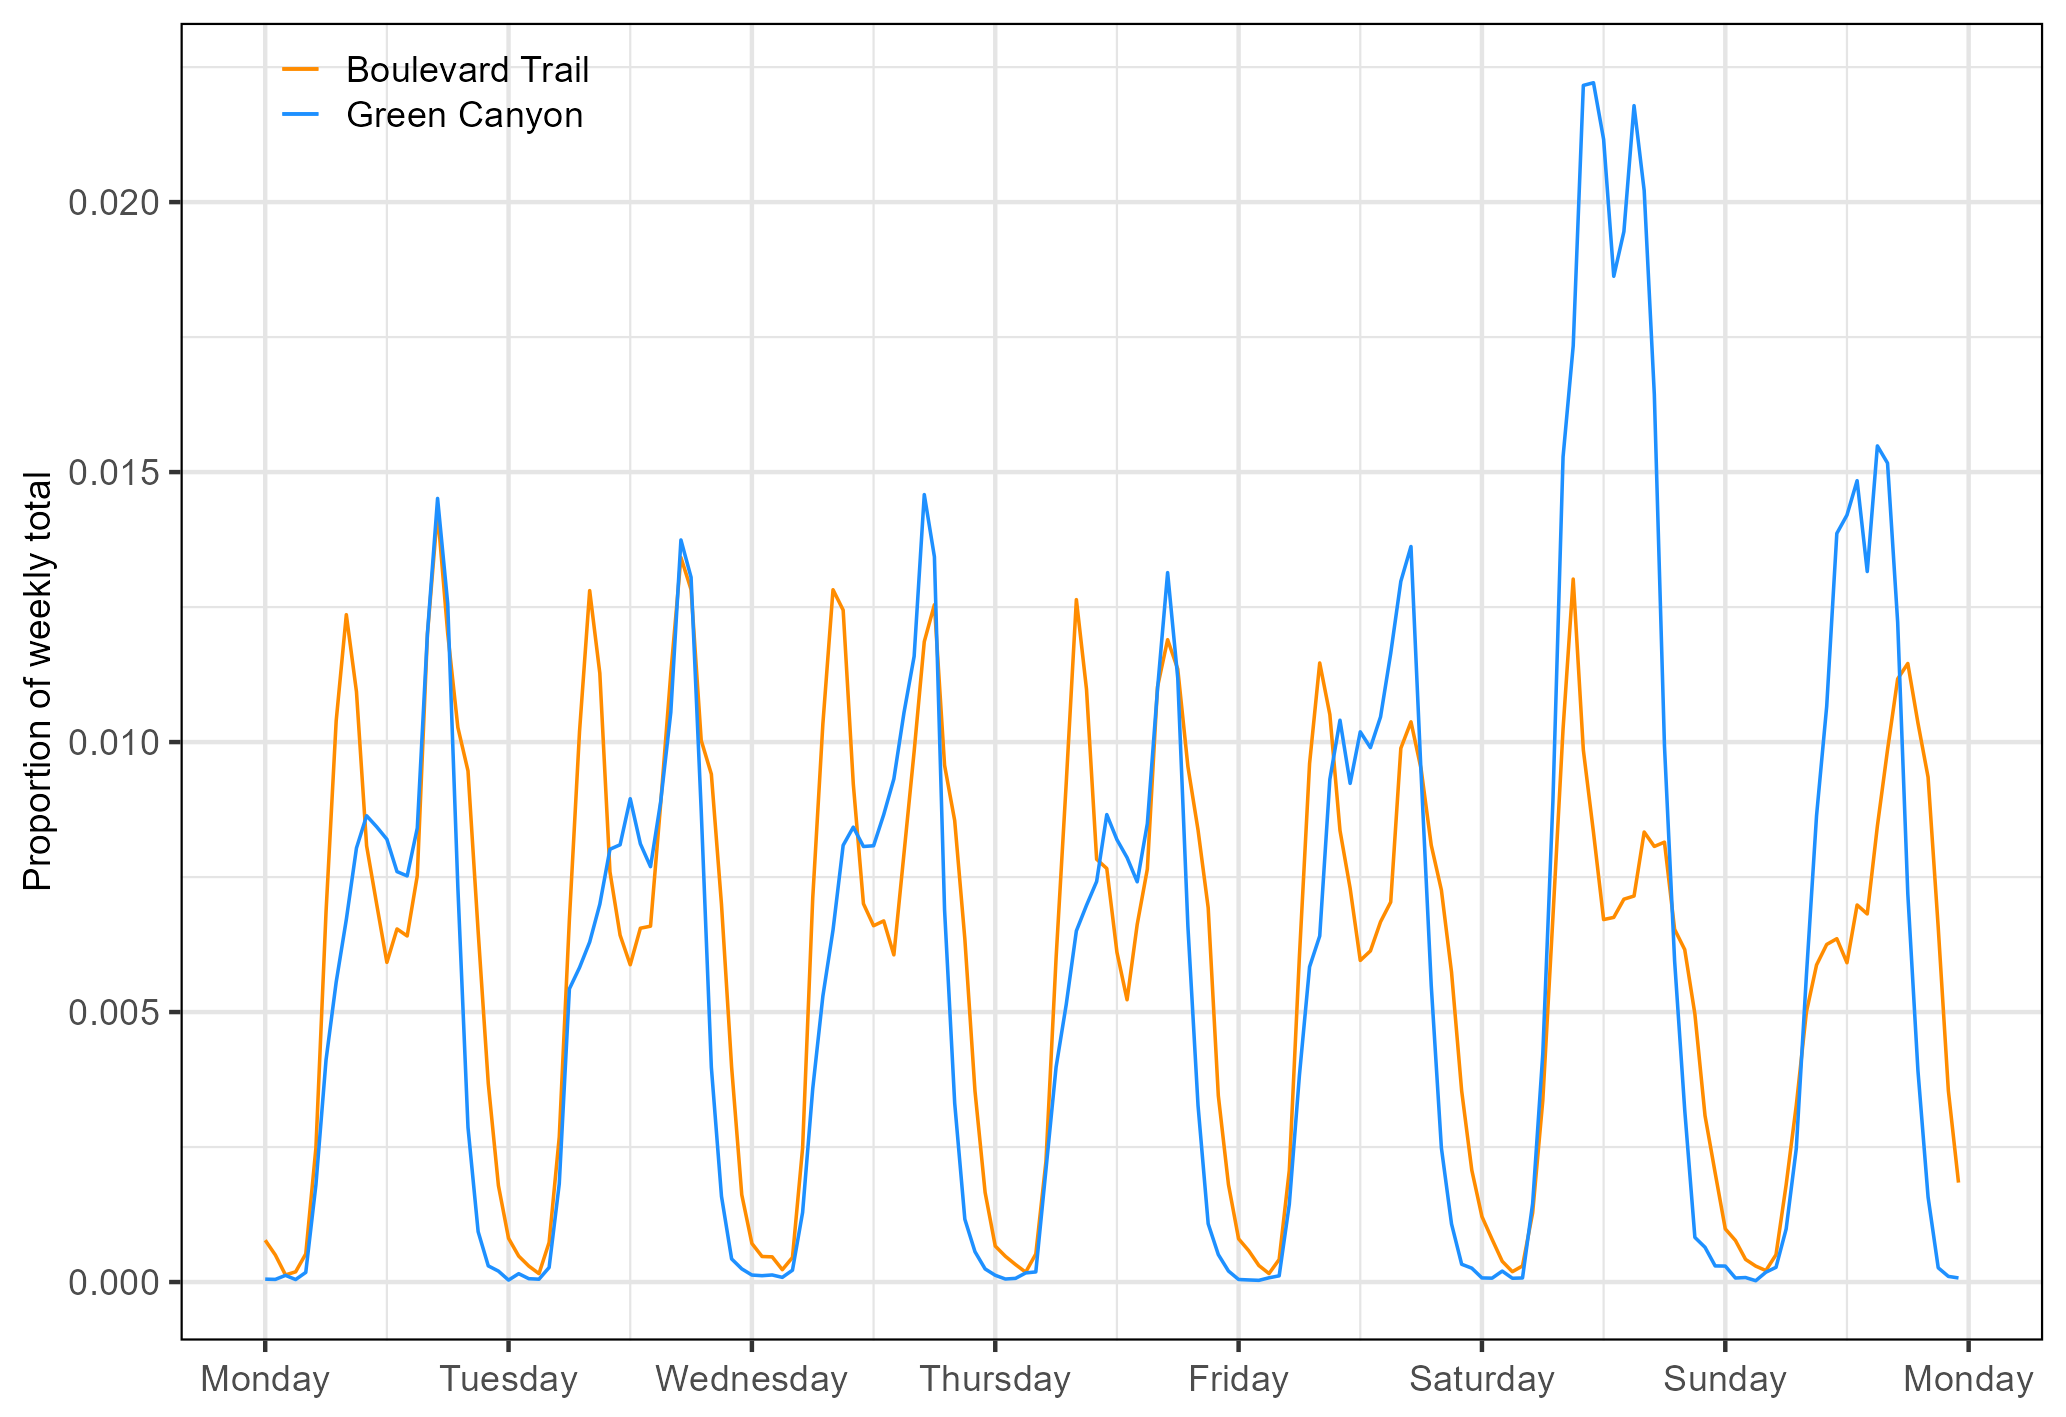 Boulevard Trail
Green Canyon
Proportion of weekly total
0.020
0.015
0.010
0.005
0.000
Monday Tuesday Wednesday Thursday Friday Saturday Sunday Monday